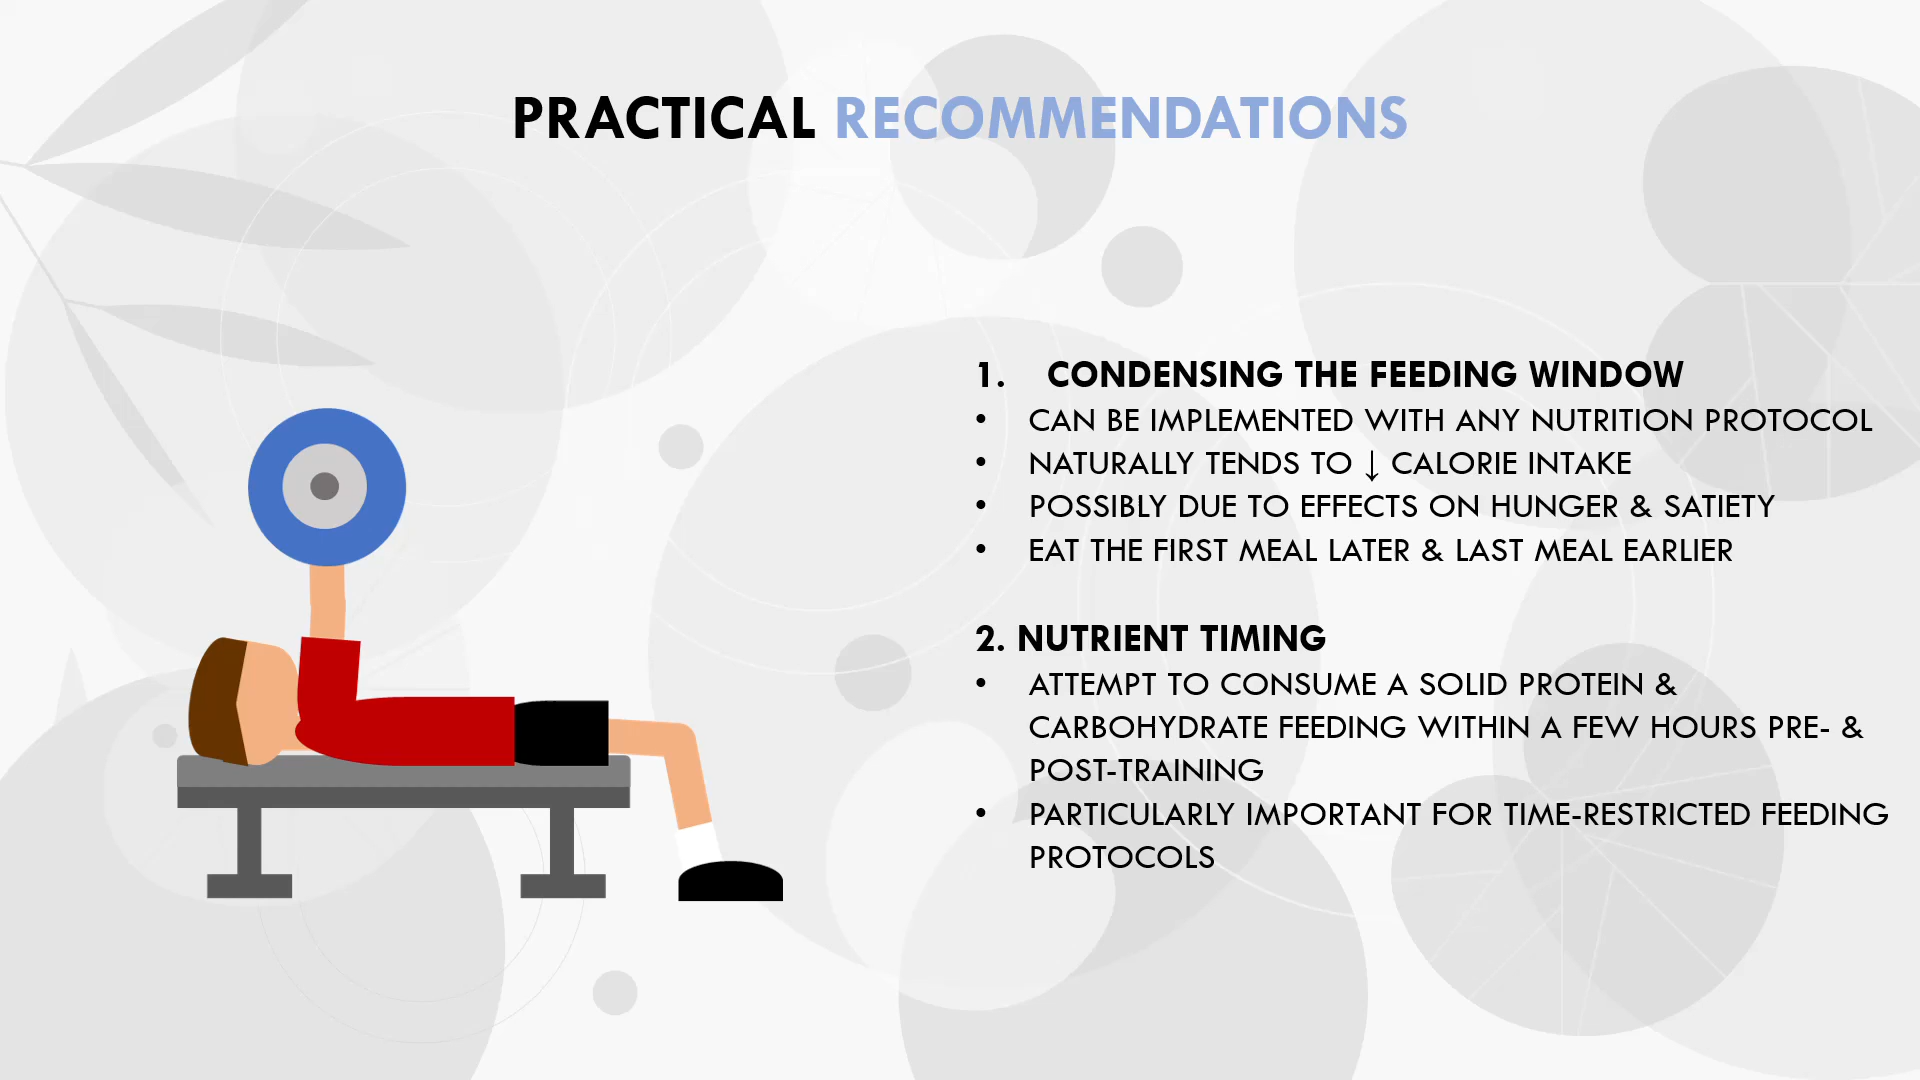 PRACTICAL RECOMMENDATIONS
1. CONDENSING THE FEEDING WINDOW
• CAN BE IMPLEMENTED WITH ANY NUTRITION PROTOCOL
• NATURALLY TENDS TO ↓ CALORIE INTAKE
• POSSIBLY DUE TO EFFECTS ON HUNGER & SATIETY
• EAT THE FIRST MEAL LATER & LAST MEAL EARLIER
2. NUTRIENT TIMING
• ATTEMPT TO CONSUME A SOLID PROTEIN &
CARBOHYDRATE FEEDING WITHIN A FEW HOURS PRE- &
POST-TRAINING
• PARTICULARLY IMPORTANT FOR TIME-RESTRICTED FEEDING
PROTOCOLS